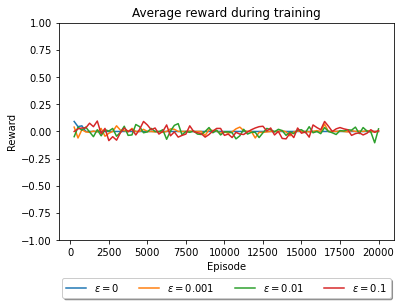 Average reward during training
1.00
0.75
0.50
0.25
0.00
−0.25
−0.50
−0.75
−1.00
Reward
0 2500 5000 7500 10000 12500 15000 17500 20000
Episode
ε = 0 ε = 0.001 ε = 0.01 ε = 0.1